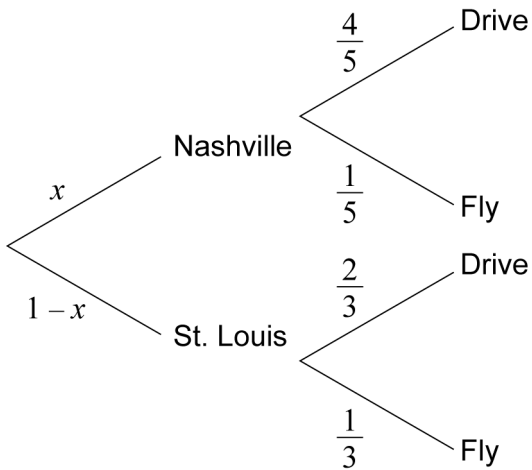 4/5
Drive
Nashville
x
1/5
Fly
Drive
2/3
1 – x
St. Louis
1/3
Fly